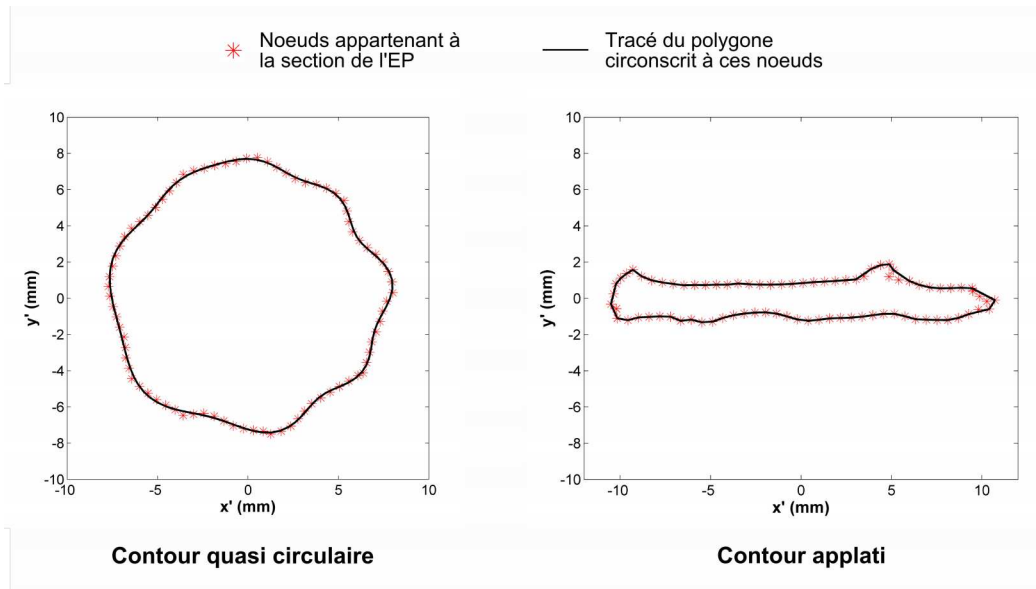 Noeuds appartenant à
la section de l'EP
Tracé du polygone
circonscrit à ces noeuds
10
8
6
4
2
0
-2
-4
-6
-8
-10
y' (mm)
-10 -5 0 5 10
x' (mm)
10
8
6
4
2
0
-2
-4
-6
-8
-10
y' (mm)
-10 -5 0 5 10
x' (mm)
Contour quasi circulaire
Contour applati